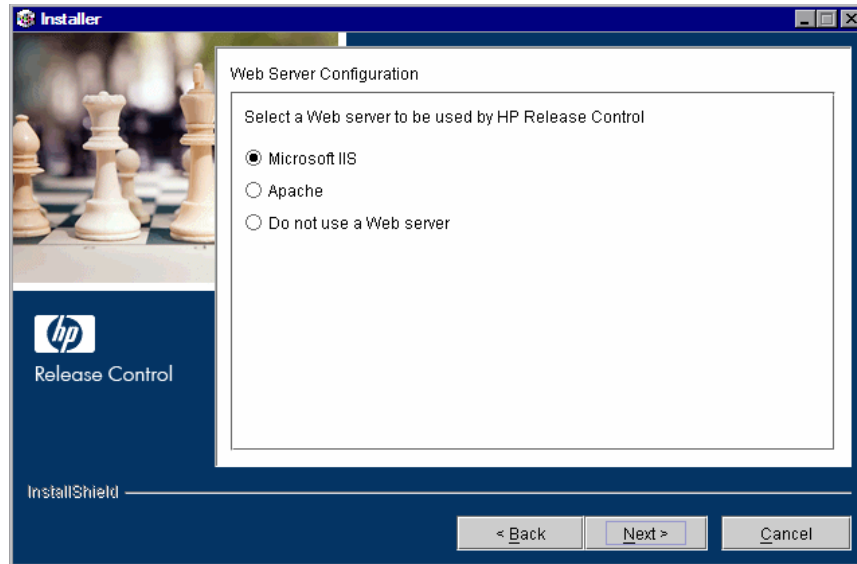 Installer
Web Server Configuration
Select a Web server to be used by HP Release Control
Microsoft IIS
Apache
Do not use a Web server
hp
Release Control
InstallShield
< Back
Next >
Cancel